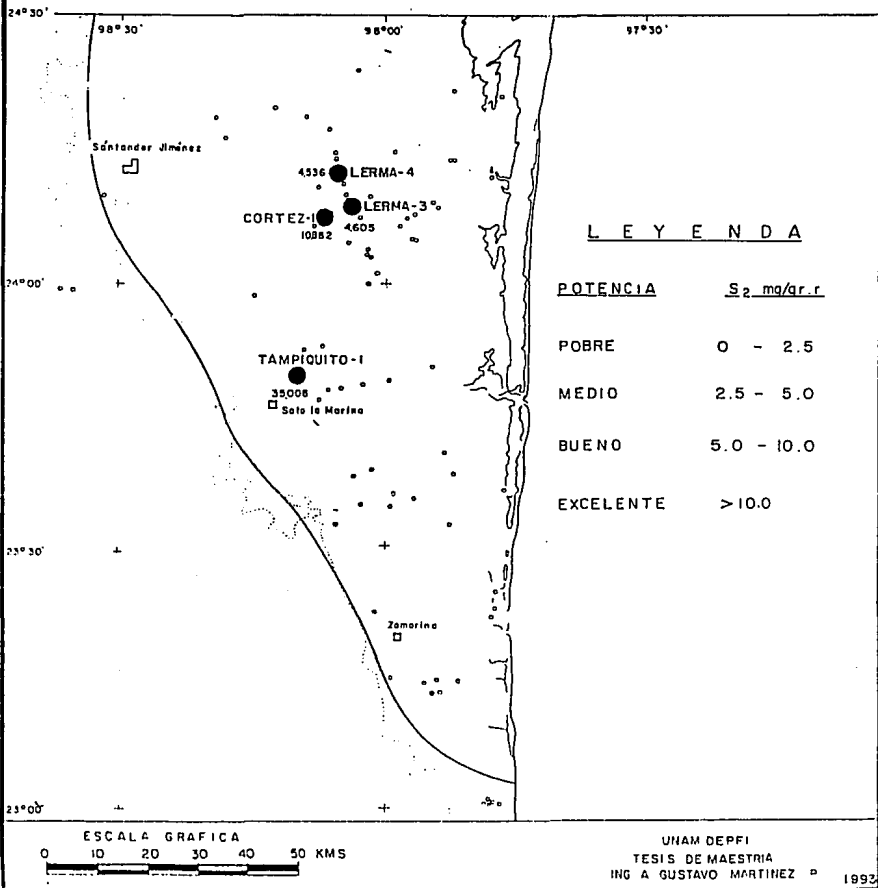 24°30'
98°30'
98°00'
97°30'
Santander Jiménez
4,536 LERMA-4
LERMA-3
CORTEZ-1
4,605
24°00'
TAMPIQUITO-1
35,006
Soto la Marina
23°30'
Zamorina
23°00'
LEYENDA
POTENCIA S2 mg/gr.r
POBRE 0 - 2.5
MEDIO 2.5 - 5.0
BUENO 5.0 - 10.0
EXCELENTE >10.0
ESCALA GRAFICA
0 10 20 30 40 50 KMS
UNAM DEPFI
TESIS DE MAESTRIA
ING A GUSTAVO MARTINEZ P 1993